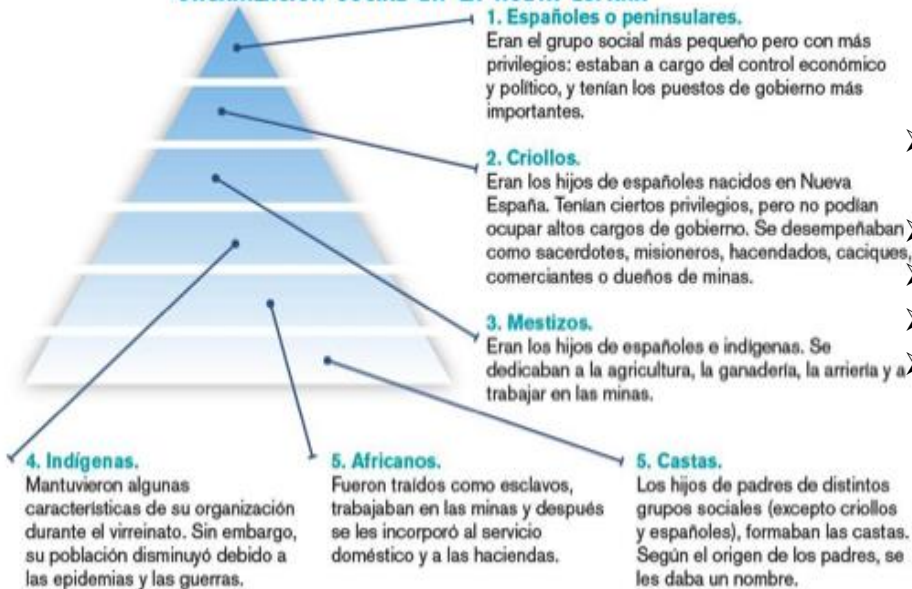 1. Españoles o peninsulares.
Eran el grupo social más pequeño pero con más
privilegios: estaban a cargo del control económico
y político, y tenían los puestos de gobierno más
importantes.
2. Criollos.
Eran los hijos de españoles nacidos en Nueva
España. Tenían ciertos privilegios, pero no podían
ocupar altos cargos de gobierno. Se desempeñaban
como sacerdotes, misioneros, hacendados, caciques,
comerciantes o dueños de minas.
3. Mestizos.
Eran los hijos de españoles e indígenas. Se
dedicaban a la agricultura, la ganadería, la arriería y a
trabajar en las minas.
4. Indígenas.
Mantuvieron algunas
características de su organización
durante el virreinato. Sin embargo,
su población disminuyó debido a
las epidemias y las guerras.
5. Africanos.
Fueron traídos como esclavos,
trabajaban en las minas y después
se les incorporó al servicio
doméstico y a las haciendas.
5. Castas.
Los hijos de padres de distintos
grupos sociales (excepto criollos
y españoles), formaban las castas.
Según el origen de los padres, se
les daba un nombre.